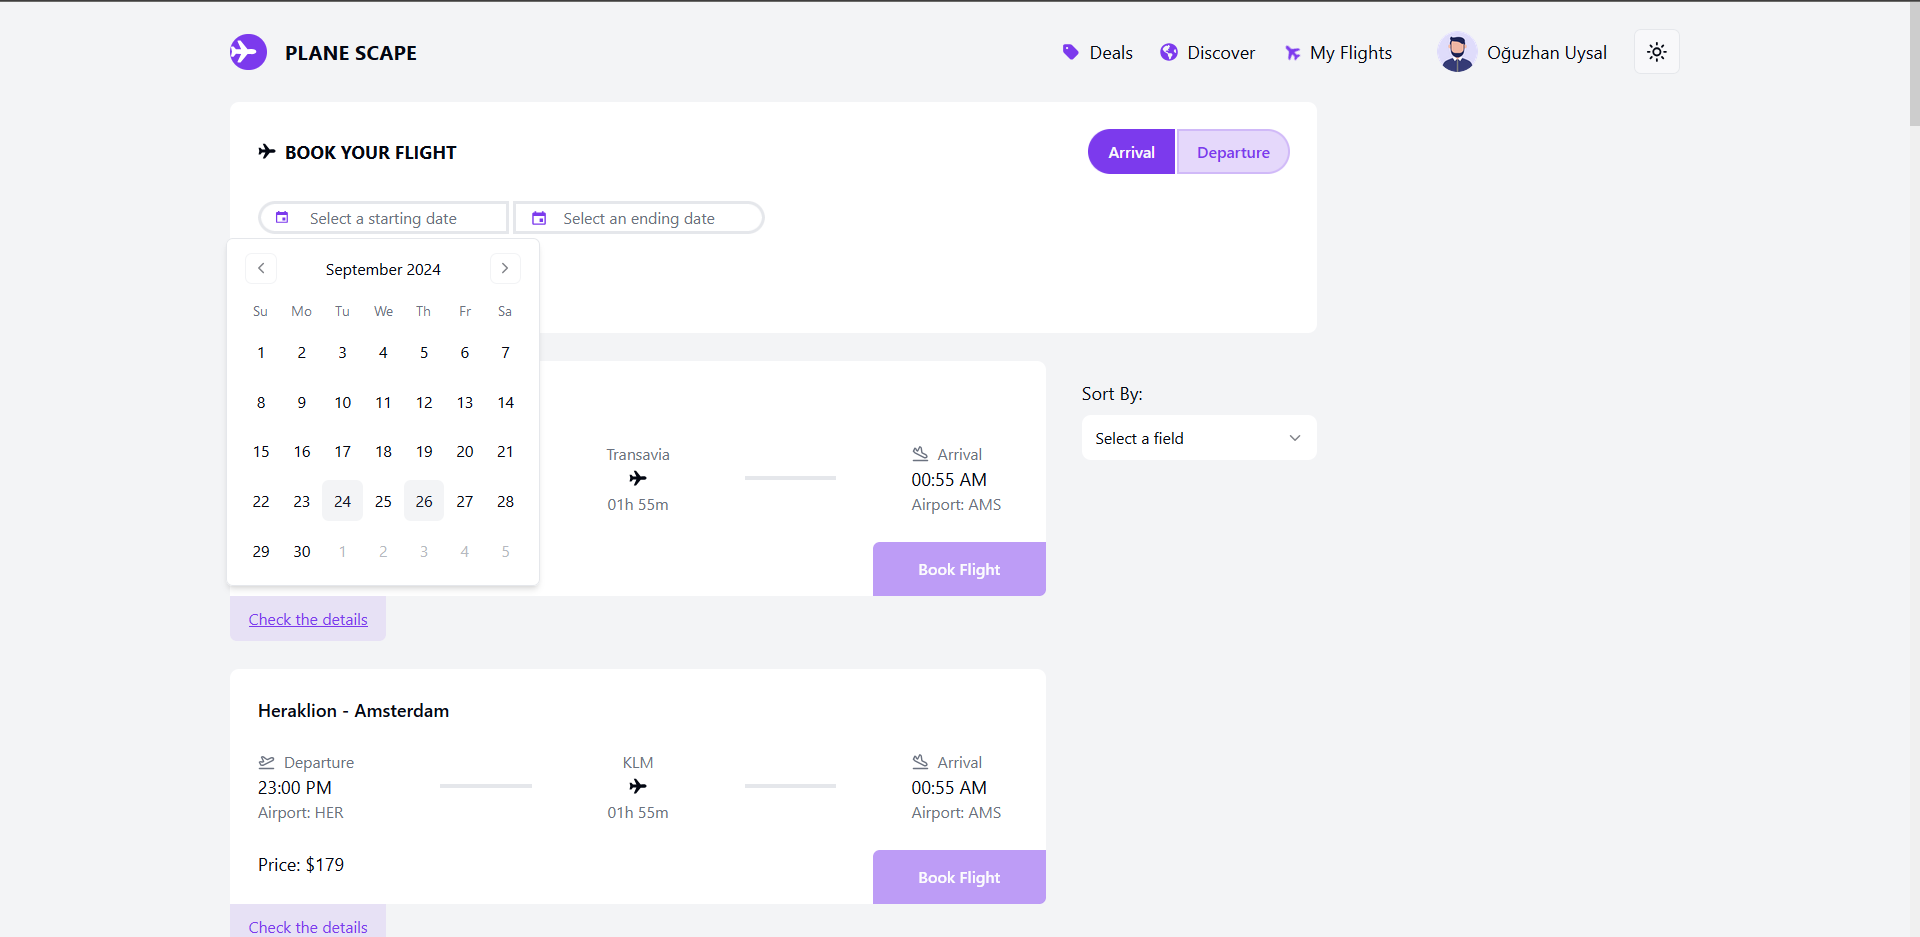 PLANE SCAPE
Deals
Discover
My Flights
Oğuzhan Uysal
BOOK YOUR FLIGHT
Arrival
Departure
Select a starting date
Select an ending date
September 2024
Su Mo Tu We Th Fr Sa
1 2 3 4 5 6 7
8 9 10 11 12 13 14
15 16 17 18 19 20 21
22 23 24 25 26 27 28
29 30 1 2 3 4 5
Sort By:
Select a field
Transavia
01h 55m
Arrival
00:55 AM
Airport: AMS
Book Flight
Check the details
Heraklion - Amsterdam
Departure
23:00 PM
Airport: HER
KLM
01h 55m
Arrival
00:55 AM
Airport: AMS
Price: $179
Book Flight
Check the details